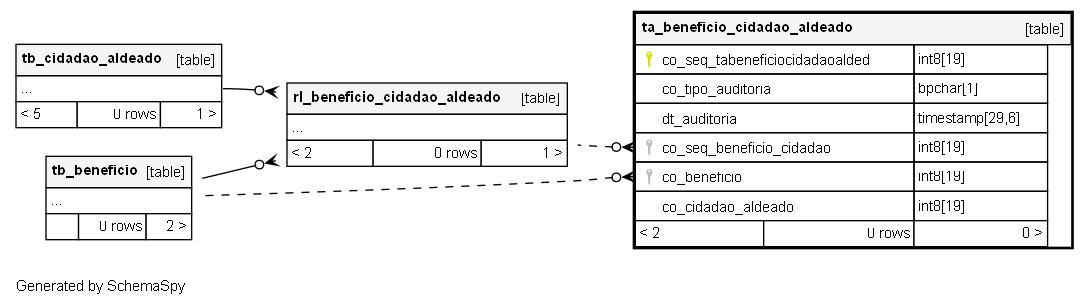 tb_cidadao_aldeado [table]
...
< 5 0 rows 1 >
tb_beneficio [table]
...
0 rows 2 >
rl_beneficio_cidadao_aldeado [table]
...
< 2 0 rows 1 >
ta_beneficio_cidadao_aldeado [table]
co_seq_tabeneficiocidadaoalded int8[19]
co_tipo_auditoria bpchar[1]
dt_auditoria timestamp[29,6]
co_seq_beneficio_cidadao int8[19]
co_beneficio int8[19]
co_cidadao_aldeado int8[19]
< 2 0 rows 0 >
Generated by SchemaSpy